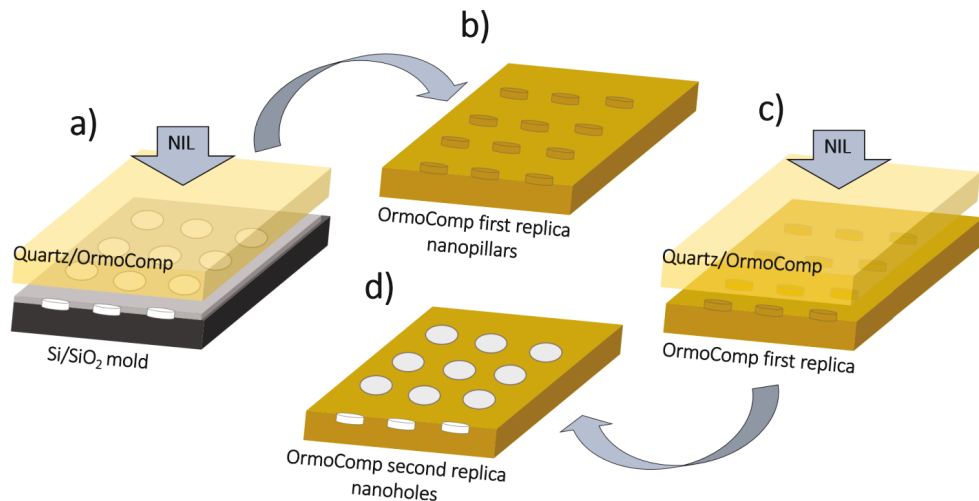 a)
NIL
Quartz/OrmoComp
Si/SiO₂ mold
b)
OrmoComp first replica
nanopillars
c)
NIL
Quartz/OrmoComp
OrmoComp first replica
d)
OrmoComp second replica
nanoholes